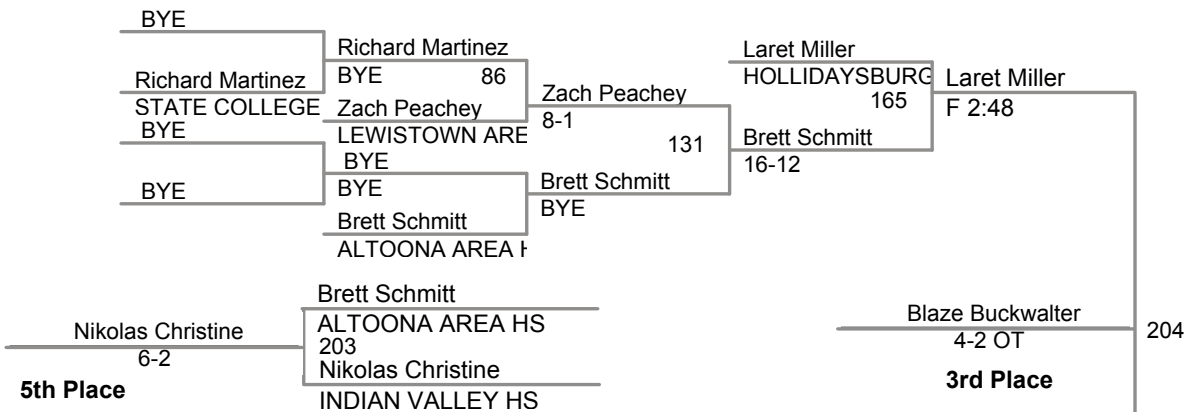 BYE
Richard Martinez
STATE COLLEGE
BYE
BYE
Richard Martinez
BYE 86
Zach Peachey
LEWISTOWN ARE
BYE
BYE
Brett Schmitt
ALTOONA AREA H
Zach Peachey
8-1
131
Brett Schmitt
BYE
Laret Miller
HOLLIDAYSBURG
165
Brett Schmitt
16-12
Laret Miller
F 2:48
Brett Schmitt
ALTOONA AREA HS
203
Nikolas Christine
INDIAN VALLEY HS
Nikolas Christine
6-2
5th Place
Blaze Buckwalter
4-2 OT
3rd Place
204